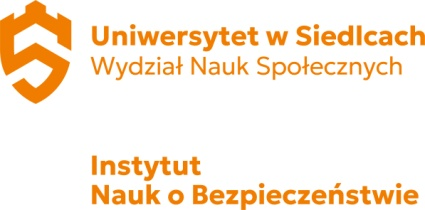 Uniwersytet w Siedlcach
Wydział Nauk Społecznych
Instytut
Nauk o Bezpieczeństwie